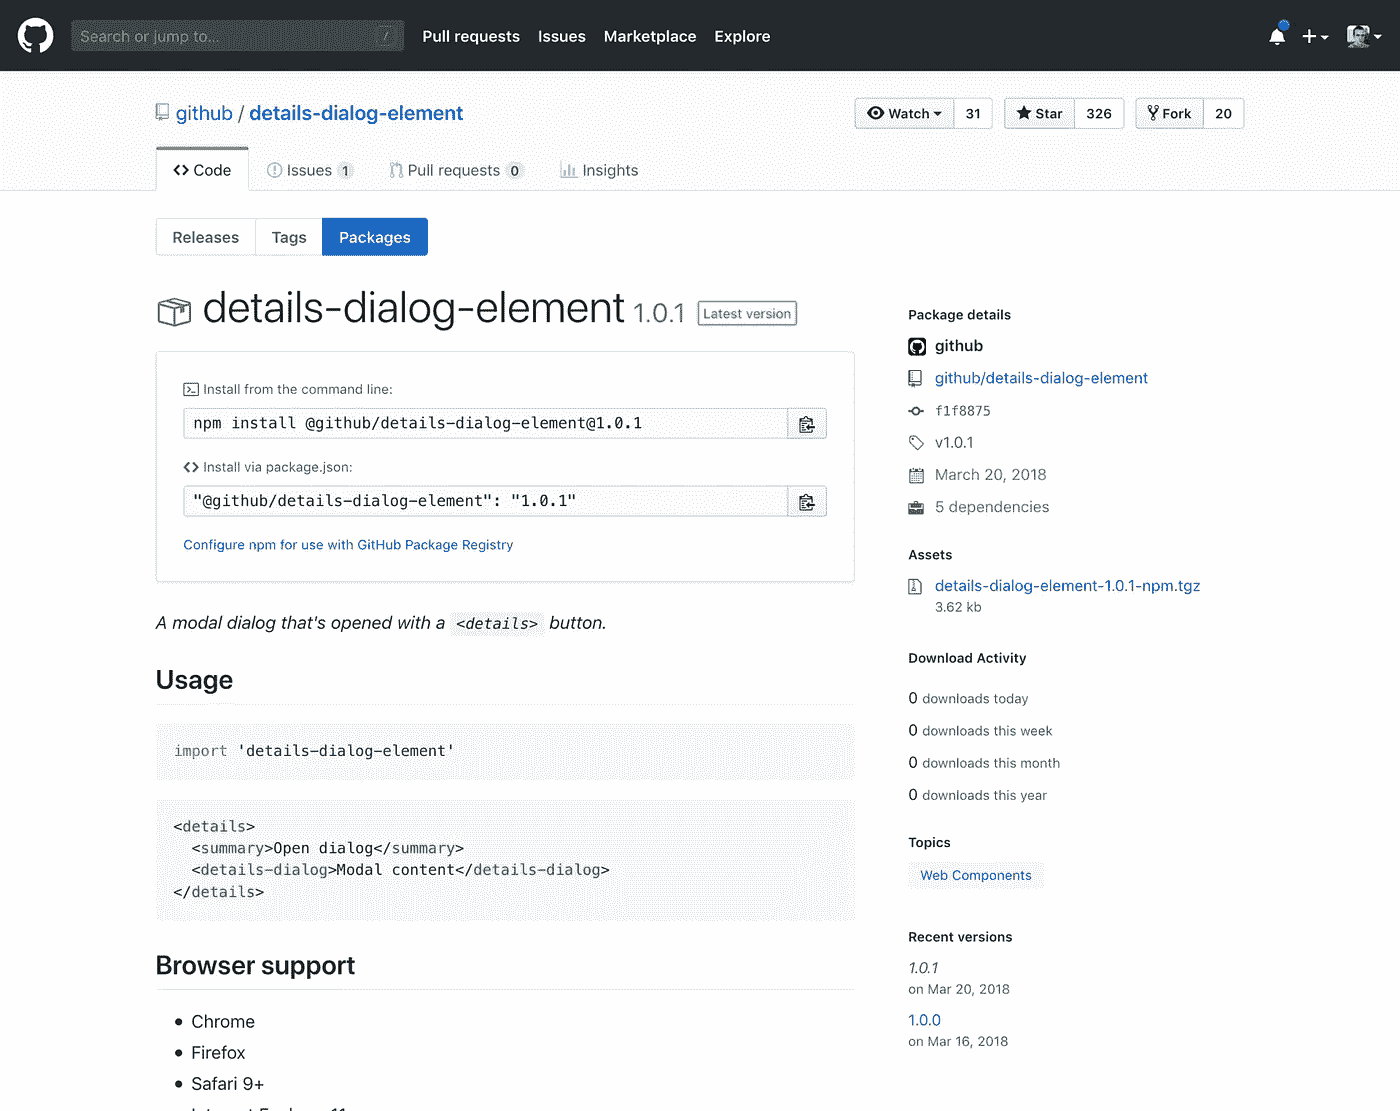 Search or jump to... /
Pull requests Issues Marketplace Explore
github / details-dialog-element
Watch 31 Star 326 Fork 20
Code Issues 1 Pull requests 0 Insights
Releases Tags Packages
details-dialog-element 1.0.1 Latest version
Install from the command line:
npm install @github/details-dialog-element@1.0.1
Install via package.json:
"@github/details-dialog-element": "1.0.1"
Configure npm for use with GitHub Package Registry
A modal dialog that's opened with a <details> button.
Usage
import 'details-dialog-element'
<details>
<summary>Open dialog</summary>
<details-dialog>Modal content</details-dialog>
</details>
Browser support
Chrome
Firefox
Safari 9+
Package details
github
github/details-dialog-element
f1f8875
v1.0.1
March 20, 2018
5 dependencies
Assets
details-dialog-element-1.0.1-npm.tgz
3.62 kb
Download Activity
0 downloads today
0 downloads this week
0 downloads this month
0 downloads this year
Topics
Web Components
Recent versions
1.0.1
on Mar 20, 2018
1.0.0
on Mar 16, 2018